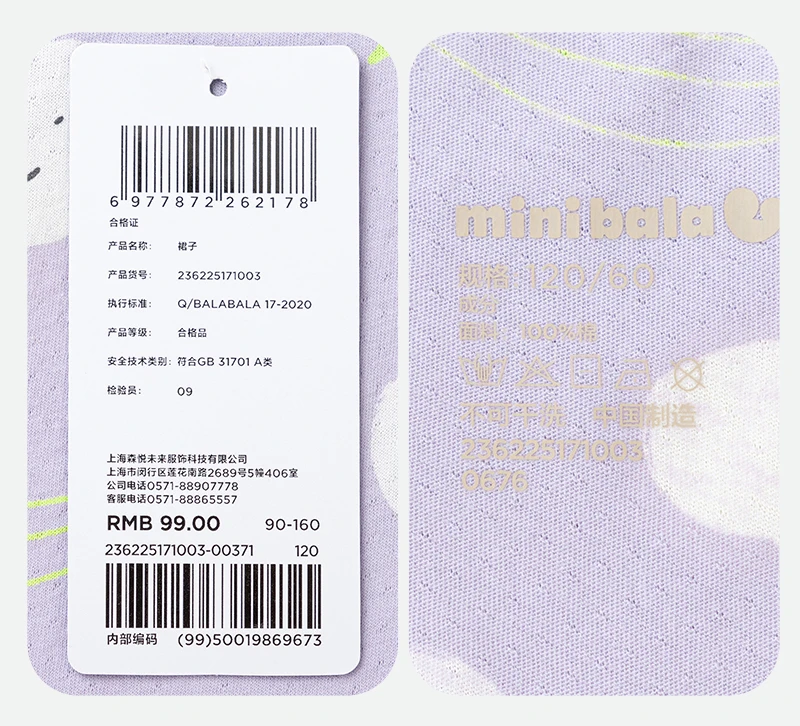 6 977872 262178
合格证
产品名称: 裙子
产品货号: 236225171003
执行标准: Q/BALABALA 17-2020
产品等级: 合格品
安全技术类别: 符合GB 31701 A类
检验员: 09
上海森悦未来服饰科技有限公司
上海市闵行区莲花南路2689号5幢406室
公司电话0571-88907778
客服电话0571-88865557
RMB 99.00 90-160
236225171003-00371 120
内部编码 (99)50019869673
minibala
规格 120/60
成分
面料: 100%棉
不可干洗 中国制造
236225171003
0676